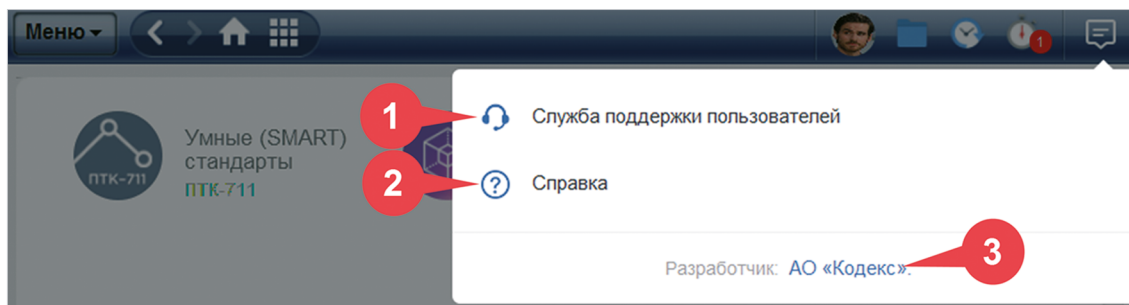 Меню
1
1
Служба поддержки пользователей
Умные (SMART)
стандарты
ПТК-711
ПТК-711
2
Справка
3
Разработчик: АО «Кодекс».